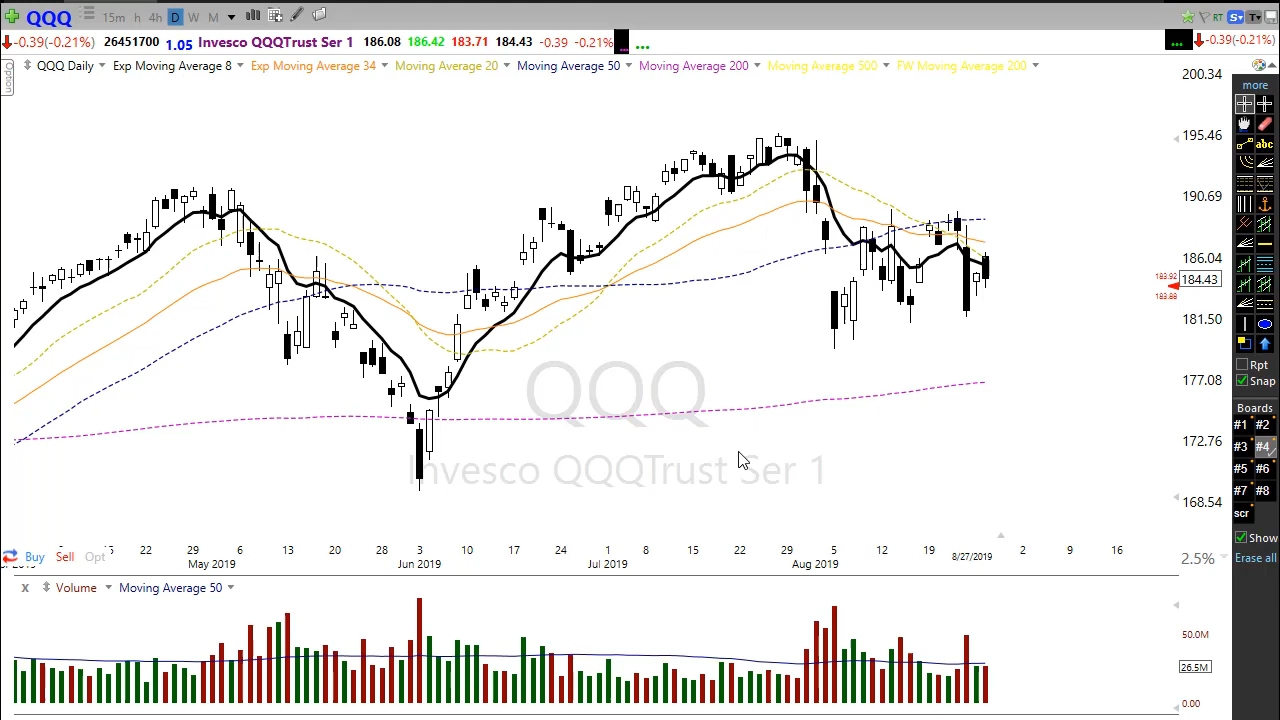 QQQ 15m h 4h D W M RT S T
-0.39(-0.21%) 26451700 1.05 Invesco QQQTrust Ser 1 186.08 186.42 183.71 184.43 -0.39 -0.21% ... ... ... -0.39(-0.21%)
Option QQQ Daily Exp Moving Average 8 Exp Moving Average 34 Moving Average 20 Moving Average 50 Moving Average 200 Moving Average 500 FW Moving Average 200
200.34
195.46
190.69
186.04
183.92
184.43
183.88
181.50
177.08
172.76
168.54
more
abc
Rpt
Snap
Boards
#1 #2
#3 #4
#5 #6
#7 #8
scr
Show
Erase all
QQQ
Invesco QQQTrust Ser 1
22 29 6 13 20 28 3 10 17 24 1 8 15 22 29 5 12 19 8/27/2019 2 9 16
Buy Sell Opt 2.5%
May 2019 Jun 2019 Jul 2019 Aug 2019
x Volume Moving Average 50
50.0M
26.5M
0.00